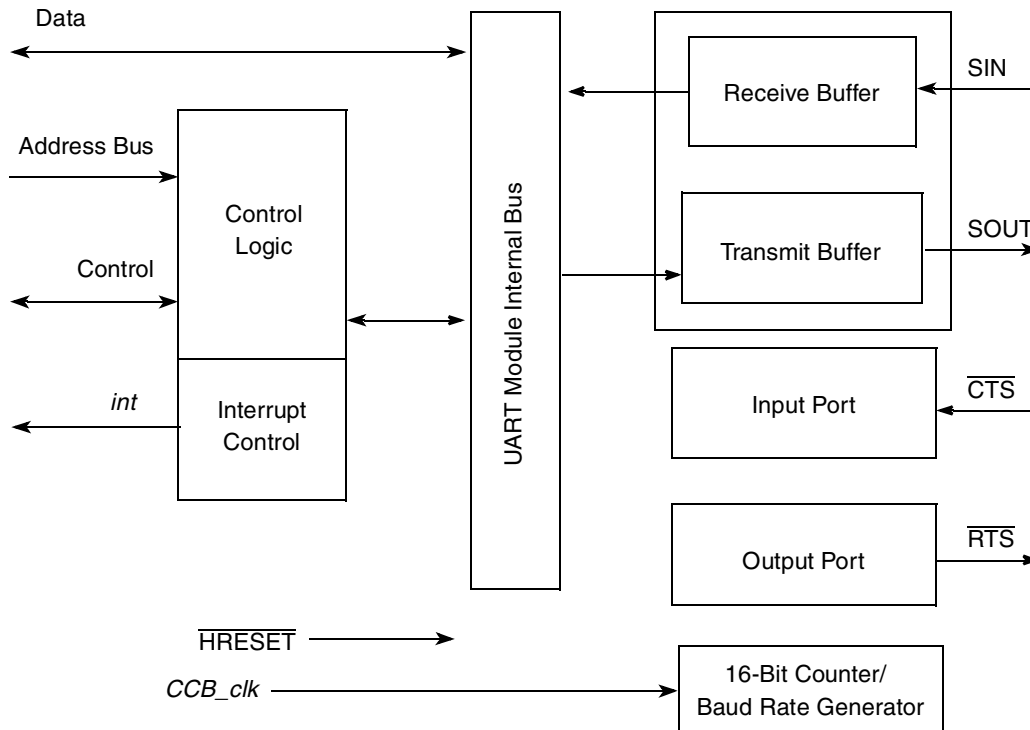 Data
SIN
Receive Buffer
Address Bus
Control
Logic
UART Module Internal Bus
SOUT
Transmit Buffer
Control
int
Interrupt
Control
Input Port
CTS
Output Port
RTS
HRESET
CCB_clk
16-Bit Counter/
Baud Rate Generator